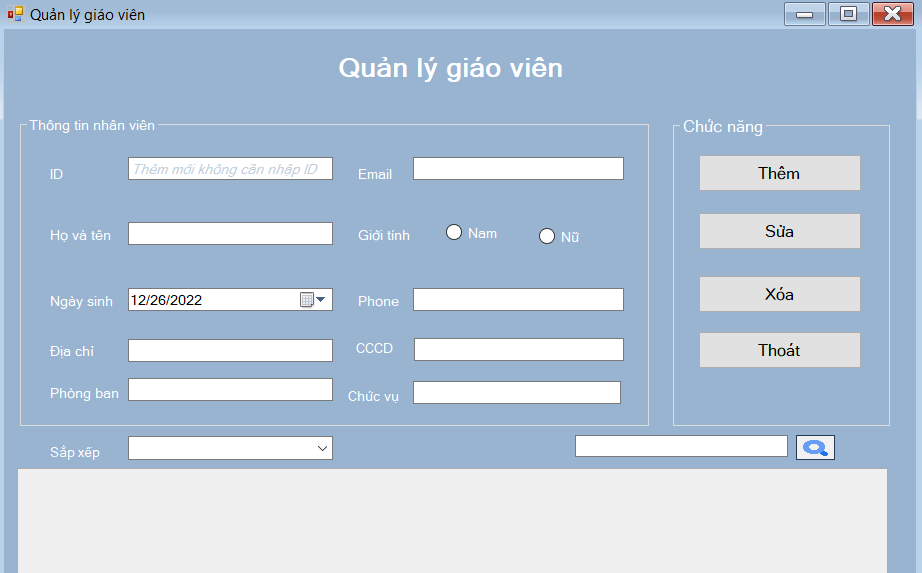 Quản lý giáo viên
Quản lý giáo viên
Thông tin nhân viên
Chức năng
ID
Thêm mới không cần nhập ID
Email
Thêm
Họ và tên
Giới tính
Nam
Nữ
Sửa
Ngày sinh
12/26/2022
Phone
Xóa
Địa chỉ
CCCD
Thoát
Phòng ban
Chức vụ
Sắp xếp